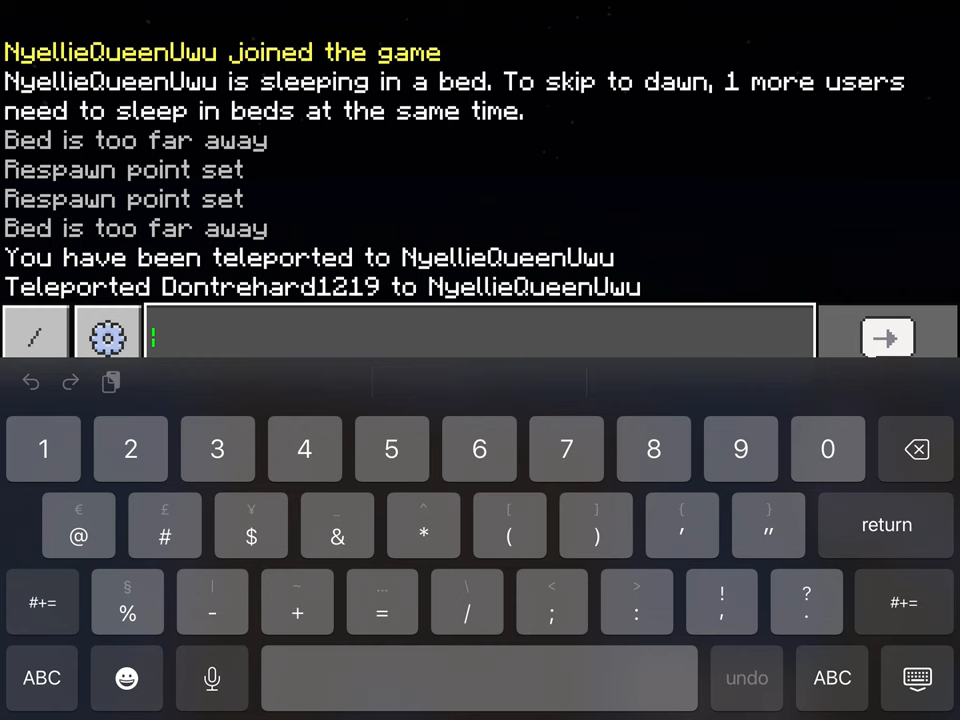 NyellieQueenUwu joined the game
NyellieQueenUwu is sleeping in a bed. To skip to dawn, 1 more users
need to sleep in beds at the same time.
Bed is too far away
Respawn point set
Respawn point set
Bed is too far away
You have been teleported to NyellieQueenUwu
Teleported Dontrehard1219 to NyellieQueenUwu
/
1 2 3 4 5 6 7 8 9 0
€ £ ¥ _ ^ [ ] { }
@ # $ & * ( ) ' " return
§ | ~ … \ < > ! ?
#+= % - + = / ; : , . #+=
ABC undo ABC